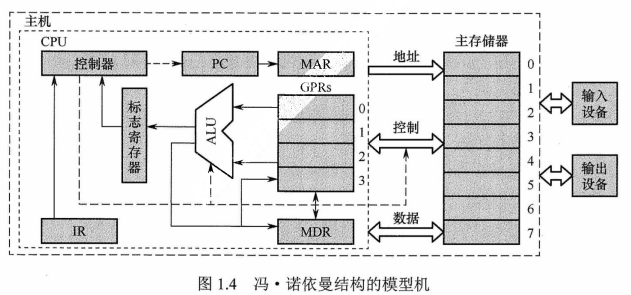 主机
CPU
控制器
PC
MAR
地址
主存储器
GPRs
标志寄存器
ALU
0
1
2
3
控制
0
1
2
3
4
5
6
7
输入
设备
输出
设备
IR
MDR
数据
图 1.4 冯·诺依曼结构的模型机